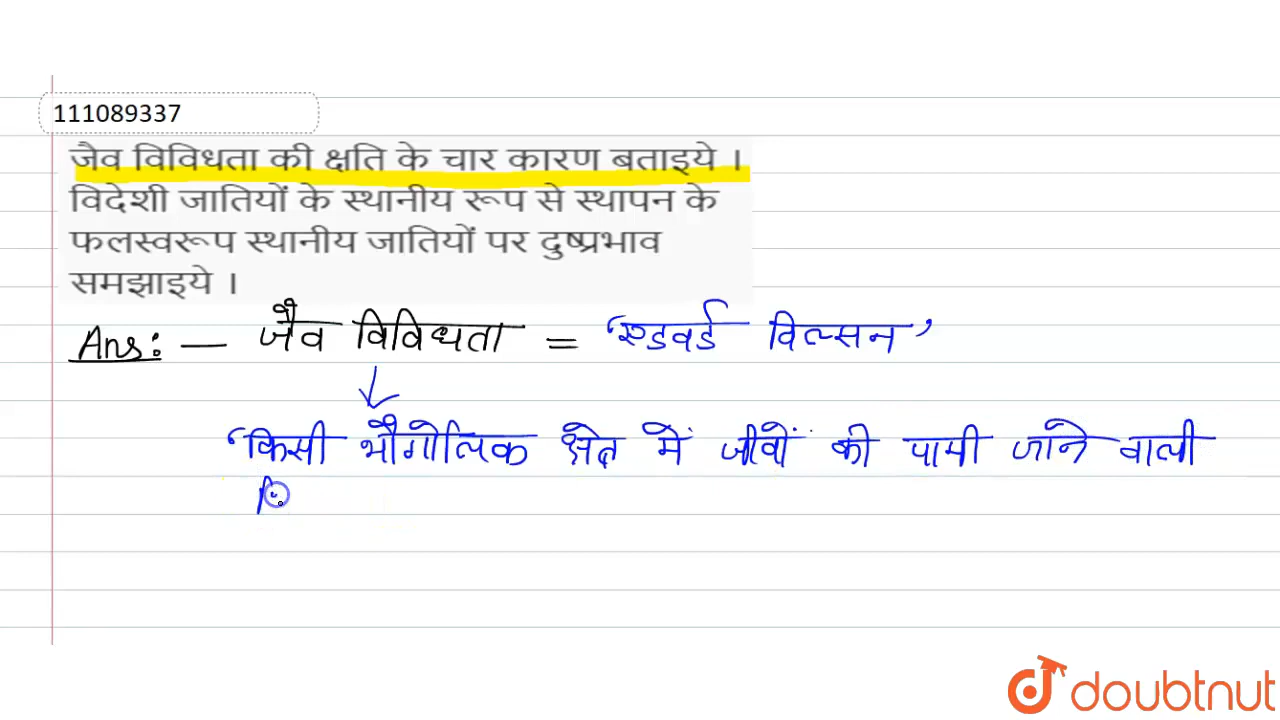 111089337
जैव विविधता की क्षति के चार कारण बताइये ।
विदेशी जातियों के स्थानीय रूप से स्थापन के
फलस्वरूप स्थानीय जातियों पर दुष्प्रभाव
समझाइये ।
Ans: — जैव विविधता = ‘एडवर्ड विल्सन’
‘किसी भौगोलिक क्षेत्र में जीवों की पायी जाने वाली
doubtnut